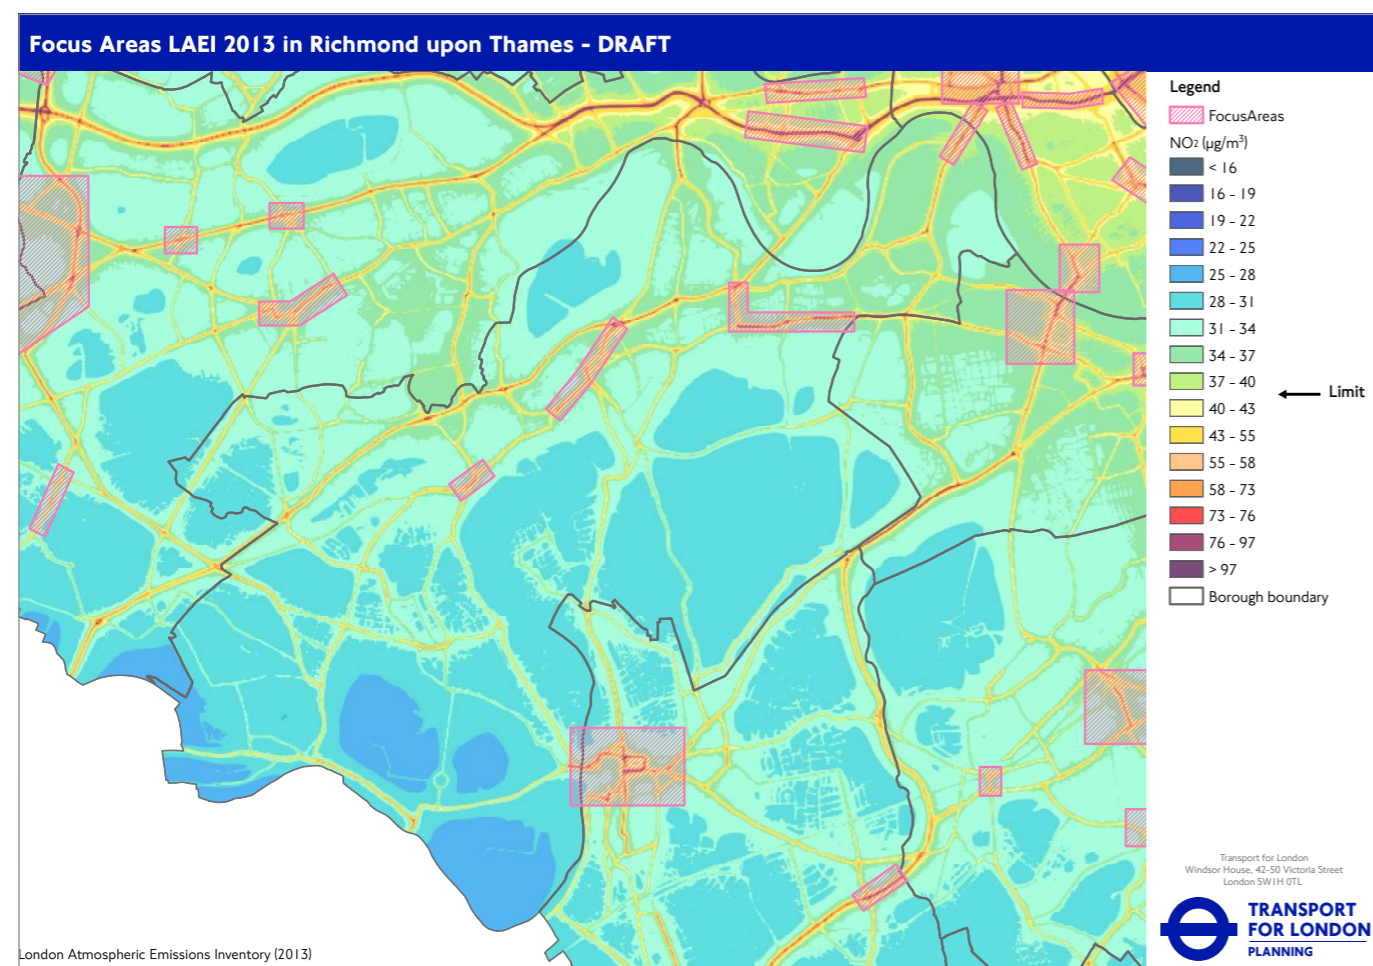 Focus Areas LAEI 2013 in Richmond upon Thames - DRAFT
Legend
FocusAreas
NO2 (µg/m³)
< 16
16 - 19
19 - 22
22 - 25
25 - 28
28 - 31
31 - 34
34 - 37
37 - 40
40 - 43
43 - 55
55 - 58
58 - 73
73 - 76
76 - 97
> 97
Borough boundary
Limit
Transport for London
Windsor House, 42-50 Victoria Street
London SW1H 0TL
TRANSPORT
FOR LONDON
PLANNING
London Atmospheric Emissions Inventory (2013)